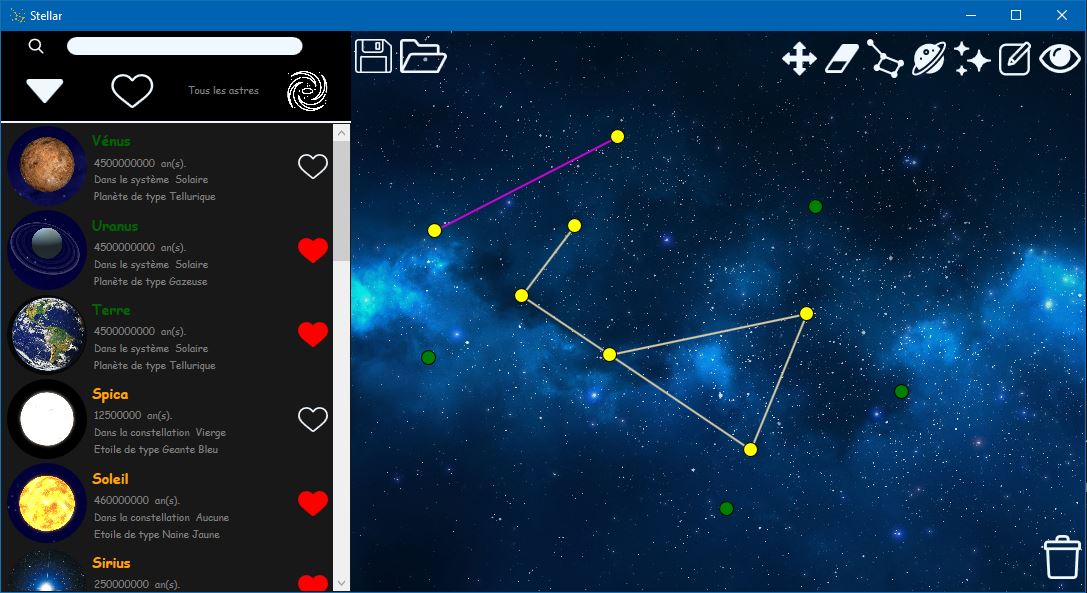 Stellar
Tous les astres
Vénus
4500000000 an(s).
Dans le système Solaire
Planète de type Tellurique
Uranus
4500000000 an(s).
Dans le système Solaire
Planète de type Gazeuse
Terre
4500000000 an(s).
Dans le système Solaire
Planète de type Tellurique
Spica
12500000 an(s).
Dans la constellation Vierge
Etoile de type Geante Bleu
Soleil
460000000 an(s).
Dans la constellation Aucune
Etoile de type Naine Jaune
Sirius
250000000 an(s).